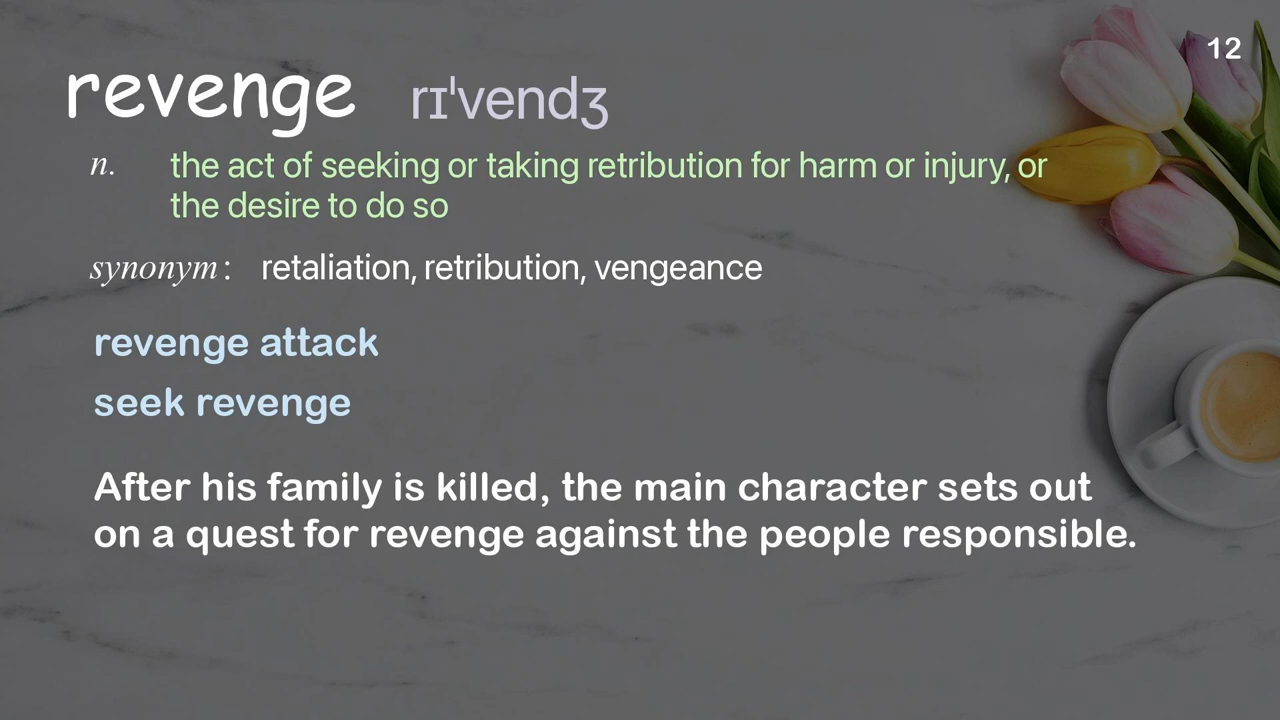 12
revenge rɪˈvendʒ
n. the act of seeking or taking retribution for harm or injury, or
the desire to do so
synonym: retaliation, retribution, vengeance
revenge attack
seek revenge
After his family is killed, the main character sets out
on a quest for revenge against the people responsible.